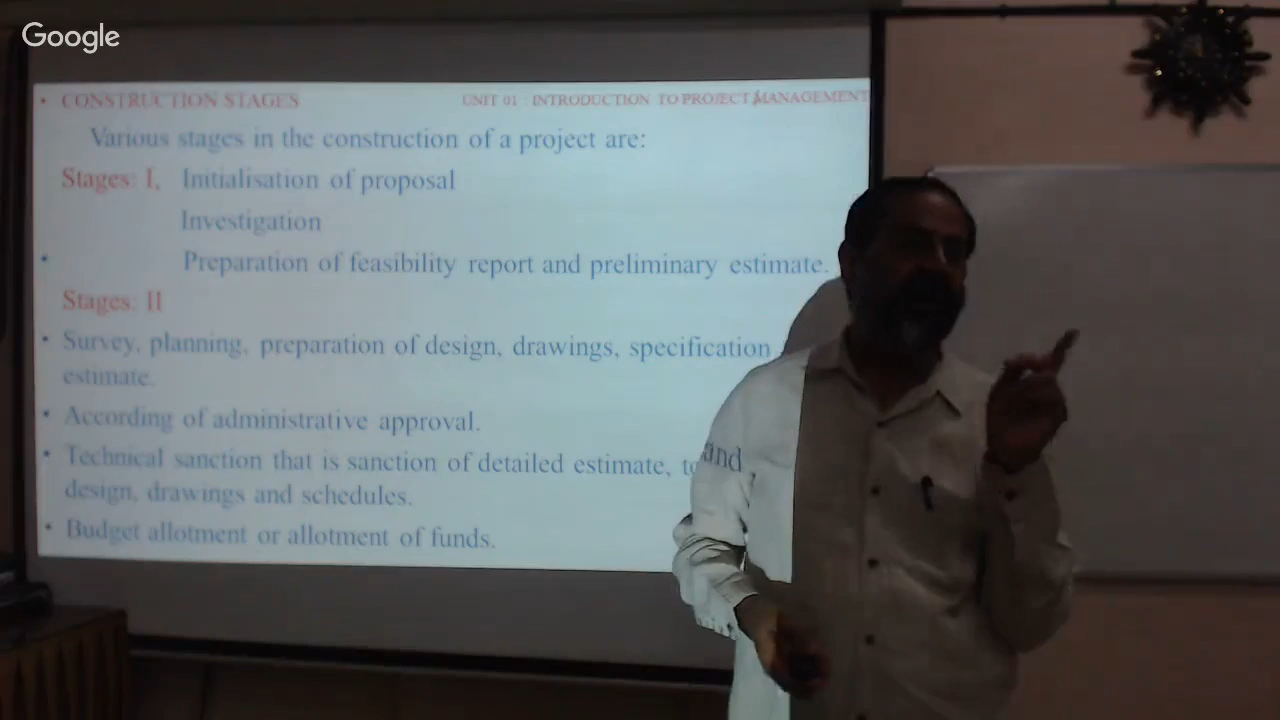 Google
• CONSTRUCTION STAGES UNIT 01 : INTRODUCTION TO PROJECT MANAGEMENT
Various stages in the construction of a project are:
Stages: I, Initialisation of proposal
Investigation
• Preparation of feasibility report and preliminary estimate.
Stages: II
• Survey, planning, preparation of design, drawings, specification
estimate.
• According of administrative approval.
• Technical sanction that is sanction of detailed estimate, and
design, drawings and schedules.
• Budget allotment or allotment of funds.